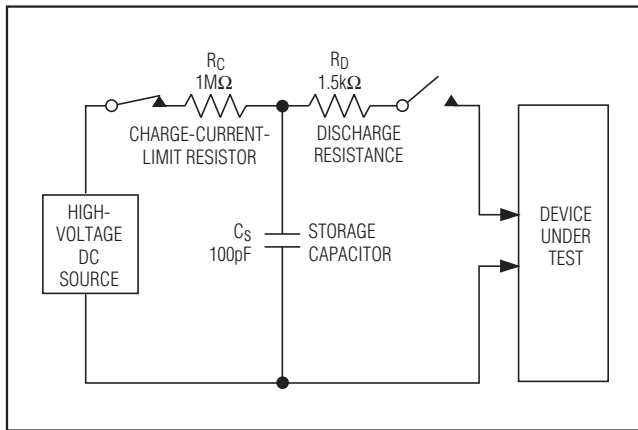 RC
1MΩ
CHARGE-CURRENT-
LIMIT RESISTOR
RD
1.5kΩ
DISCHARGE
RESISTANCE
HIGH-
VOLTAGE
DC
SOURCE
CS
100pF
STORAGE
CAPACITOR
DEVICE
UNDER
TEST